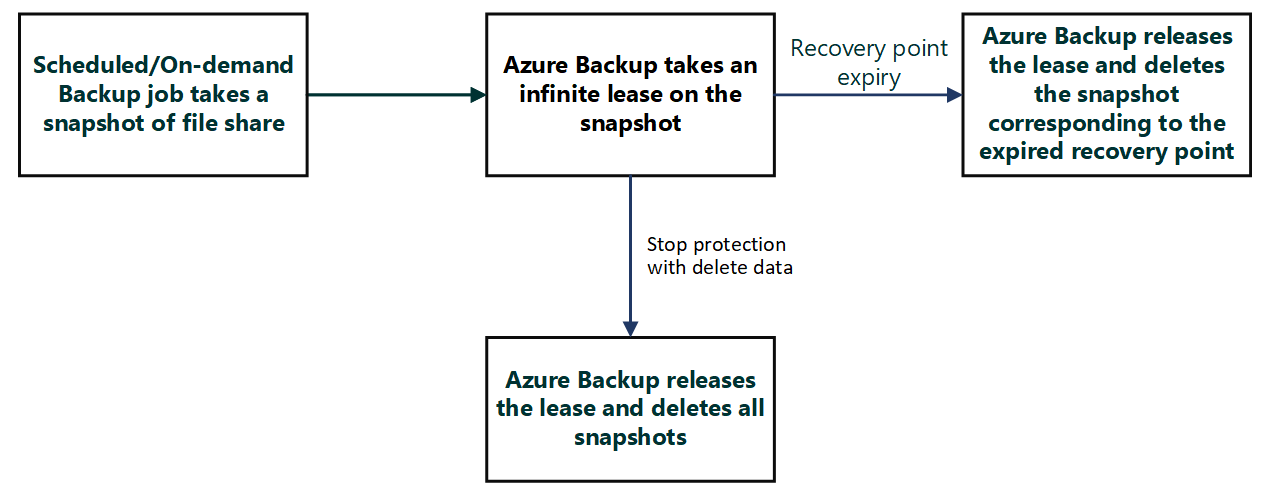 Scheduled/On-demand
Backup job takes a
snapshot of file share
Azure Backup takes an
infinite lease on the
snapshot
Recovery point
expiry
Azure Backup releases
the lease and deletes
the snapshot
corresponding to the
expired recovery point
Stop protection
with delete data
Azure Backup releases
the lease and deletes all
snapshots